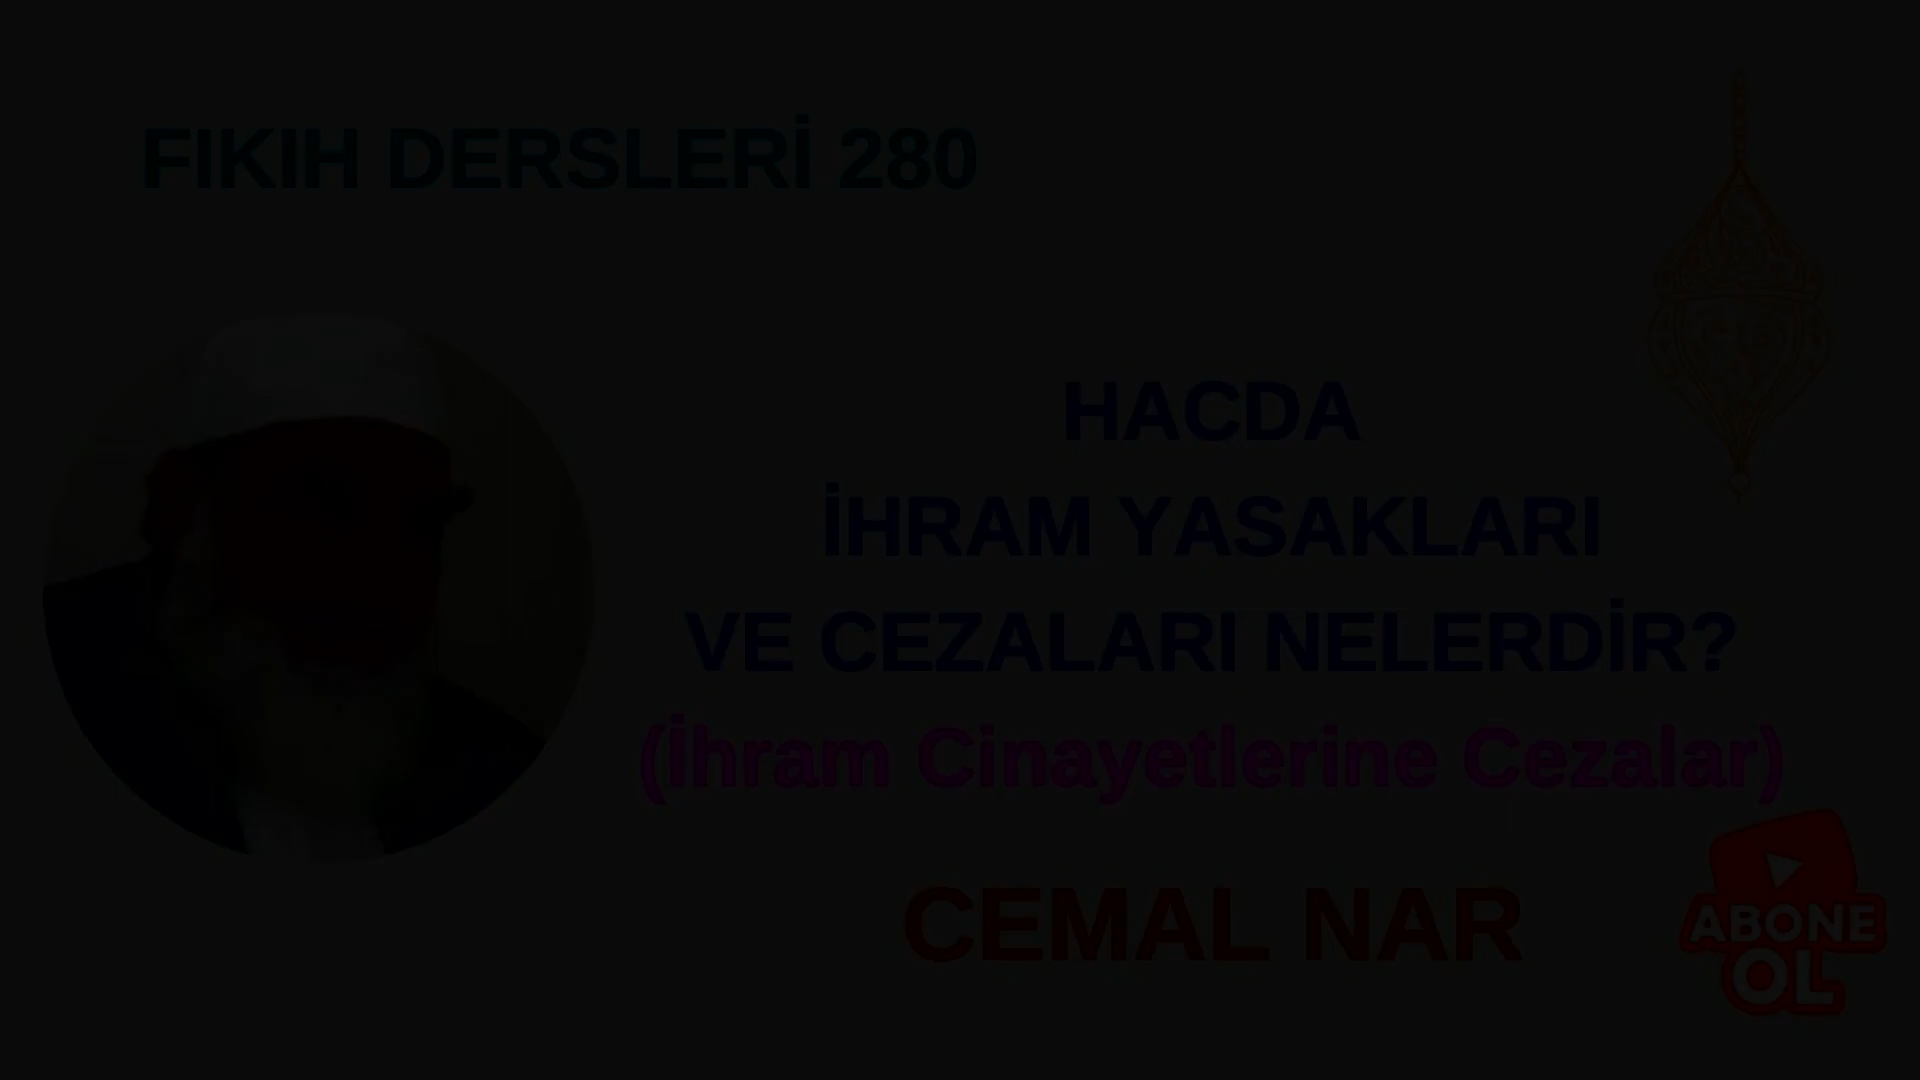 FIKIH DERSLERİ 280
HACDA
İHRAM YASAKLARI
VE CEZALARI NELERDİR?
(İhram Cinayetlerine Cezalar)
CEMAL NAR
ABONE
OL